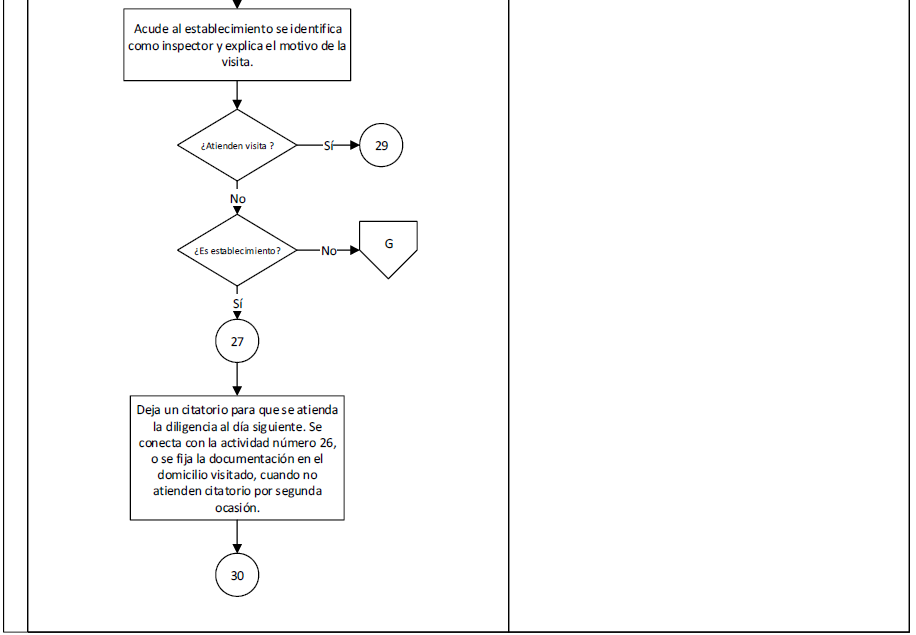 Acude al establecimiento se identifica
como inspector y explica el motivo de la
visita.
¿Atienden visita ?
Sí
29
No
¿Es establecimiento?
No
G
Sí
27
Deja un citatorio para que se atienda
la diligencia al día siguiente. Se
conecta con la actividad número 26,
o se fija la documentación en el
domicilio visitado, cuando no
atienden citatorio por segunda
ocasión.
30